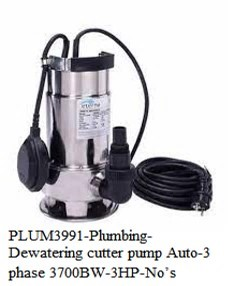 PLUM3991-Plumbing-
Dewatering cutter pump Auto-3
phase 3700BW-3HP-No’s